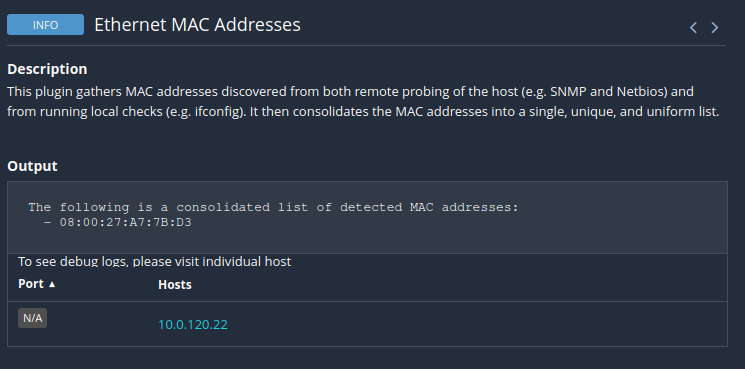 INFO Ethernet MAC Addresses
Description
This plugin gathers MAC addresses discovered from both remote probing of the host (e.g. SNMP and Netbios) and
from running local checks (e.g. ifconfig). It then consolidates the MAC addresses into a single, unique, and uniform list.
Output
The following is a consolidated list of detected MAC addresses:
- 08:00:27:A7:7B:D3
To see debug logs, please visit individual host
Port ▲ Hosts
N/A 10.0.120.22